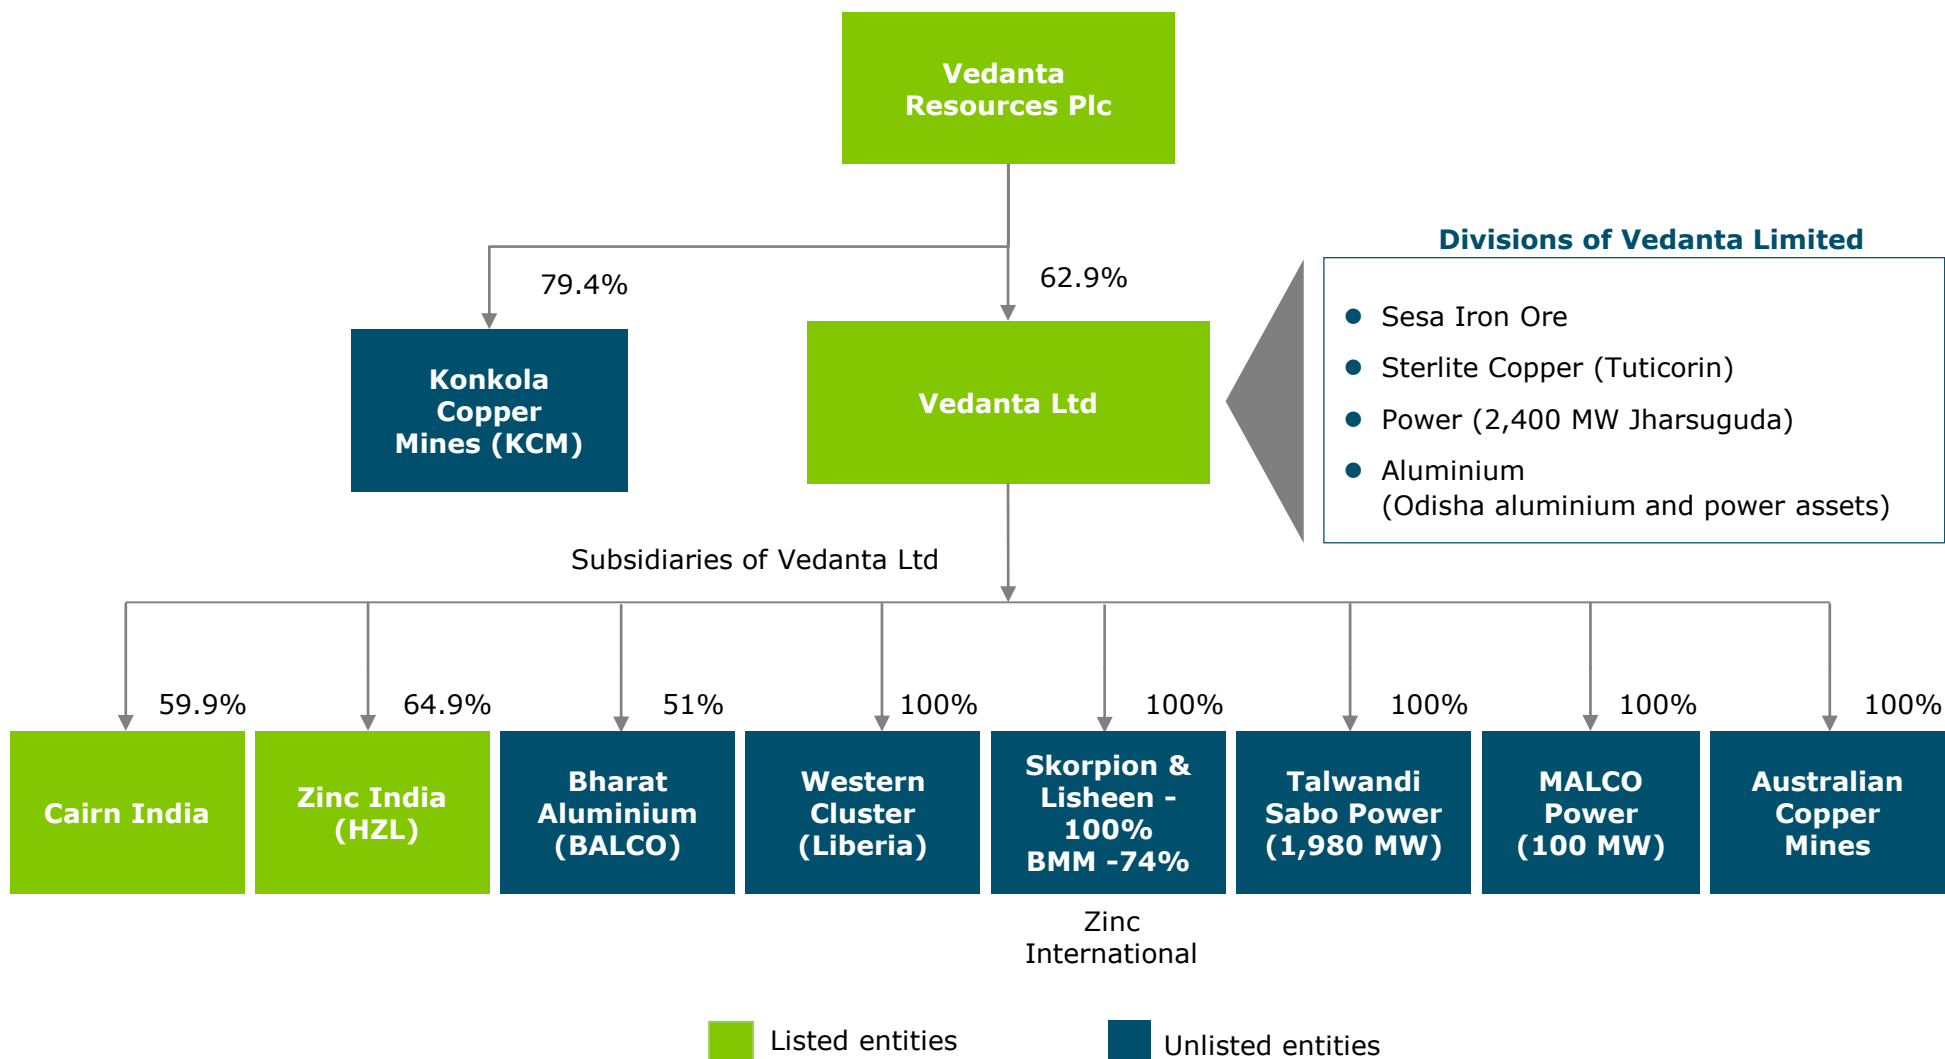 Vedanta
Resources Plc
79.4%
62.9%
Konkola
Copper
Mines (KCM)
Vedanta Ltd
Divisions of Vedanta Limited
Sesa Iron Ore
Sterlite Copper (Tuticorin)
Power (2,400 MW Jharsuguda)
Aluminium
(Odisha aluminium and power assets)
Subsidiaries of Vedanta Ltd
59.9%
64.9%
51%
100%
100%
100%
100%
100%
Cairn India
Zinc India
(HZL)
Bharat
Aluminium
(BALCO)
Western
Cluster
(Liberia)
Skorpion &
Lisheen -
100%
BMM -74%
Talwandi
Sabo Power
(1,980 MW)
MALCO
Power
(100 MW)
Australian
Copper
Mines
Zinc
International
Listed entities
Unlisted entities